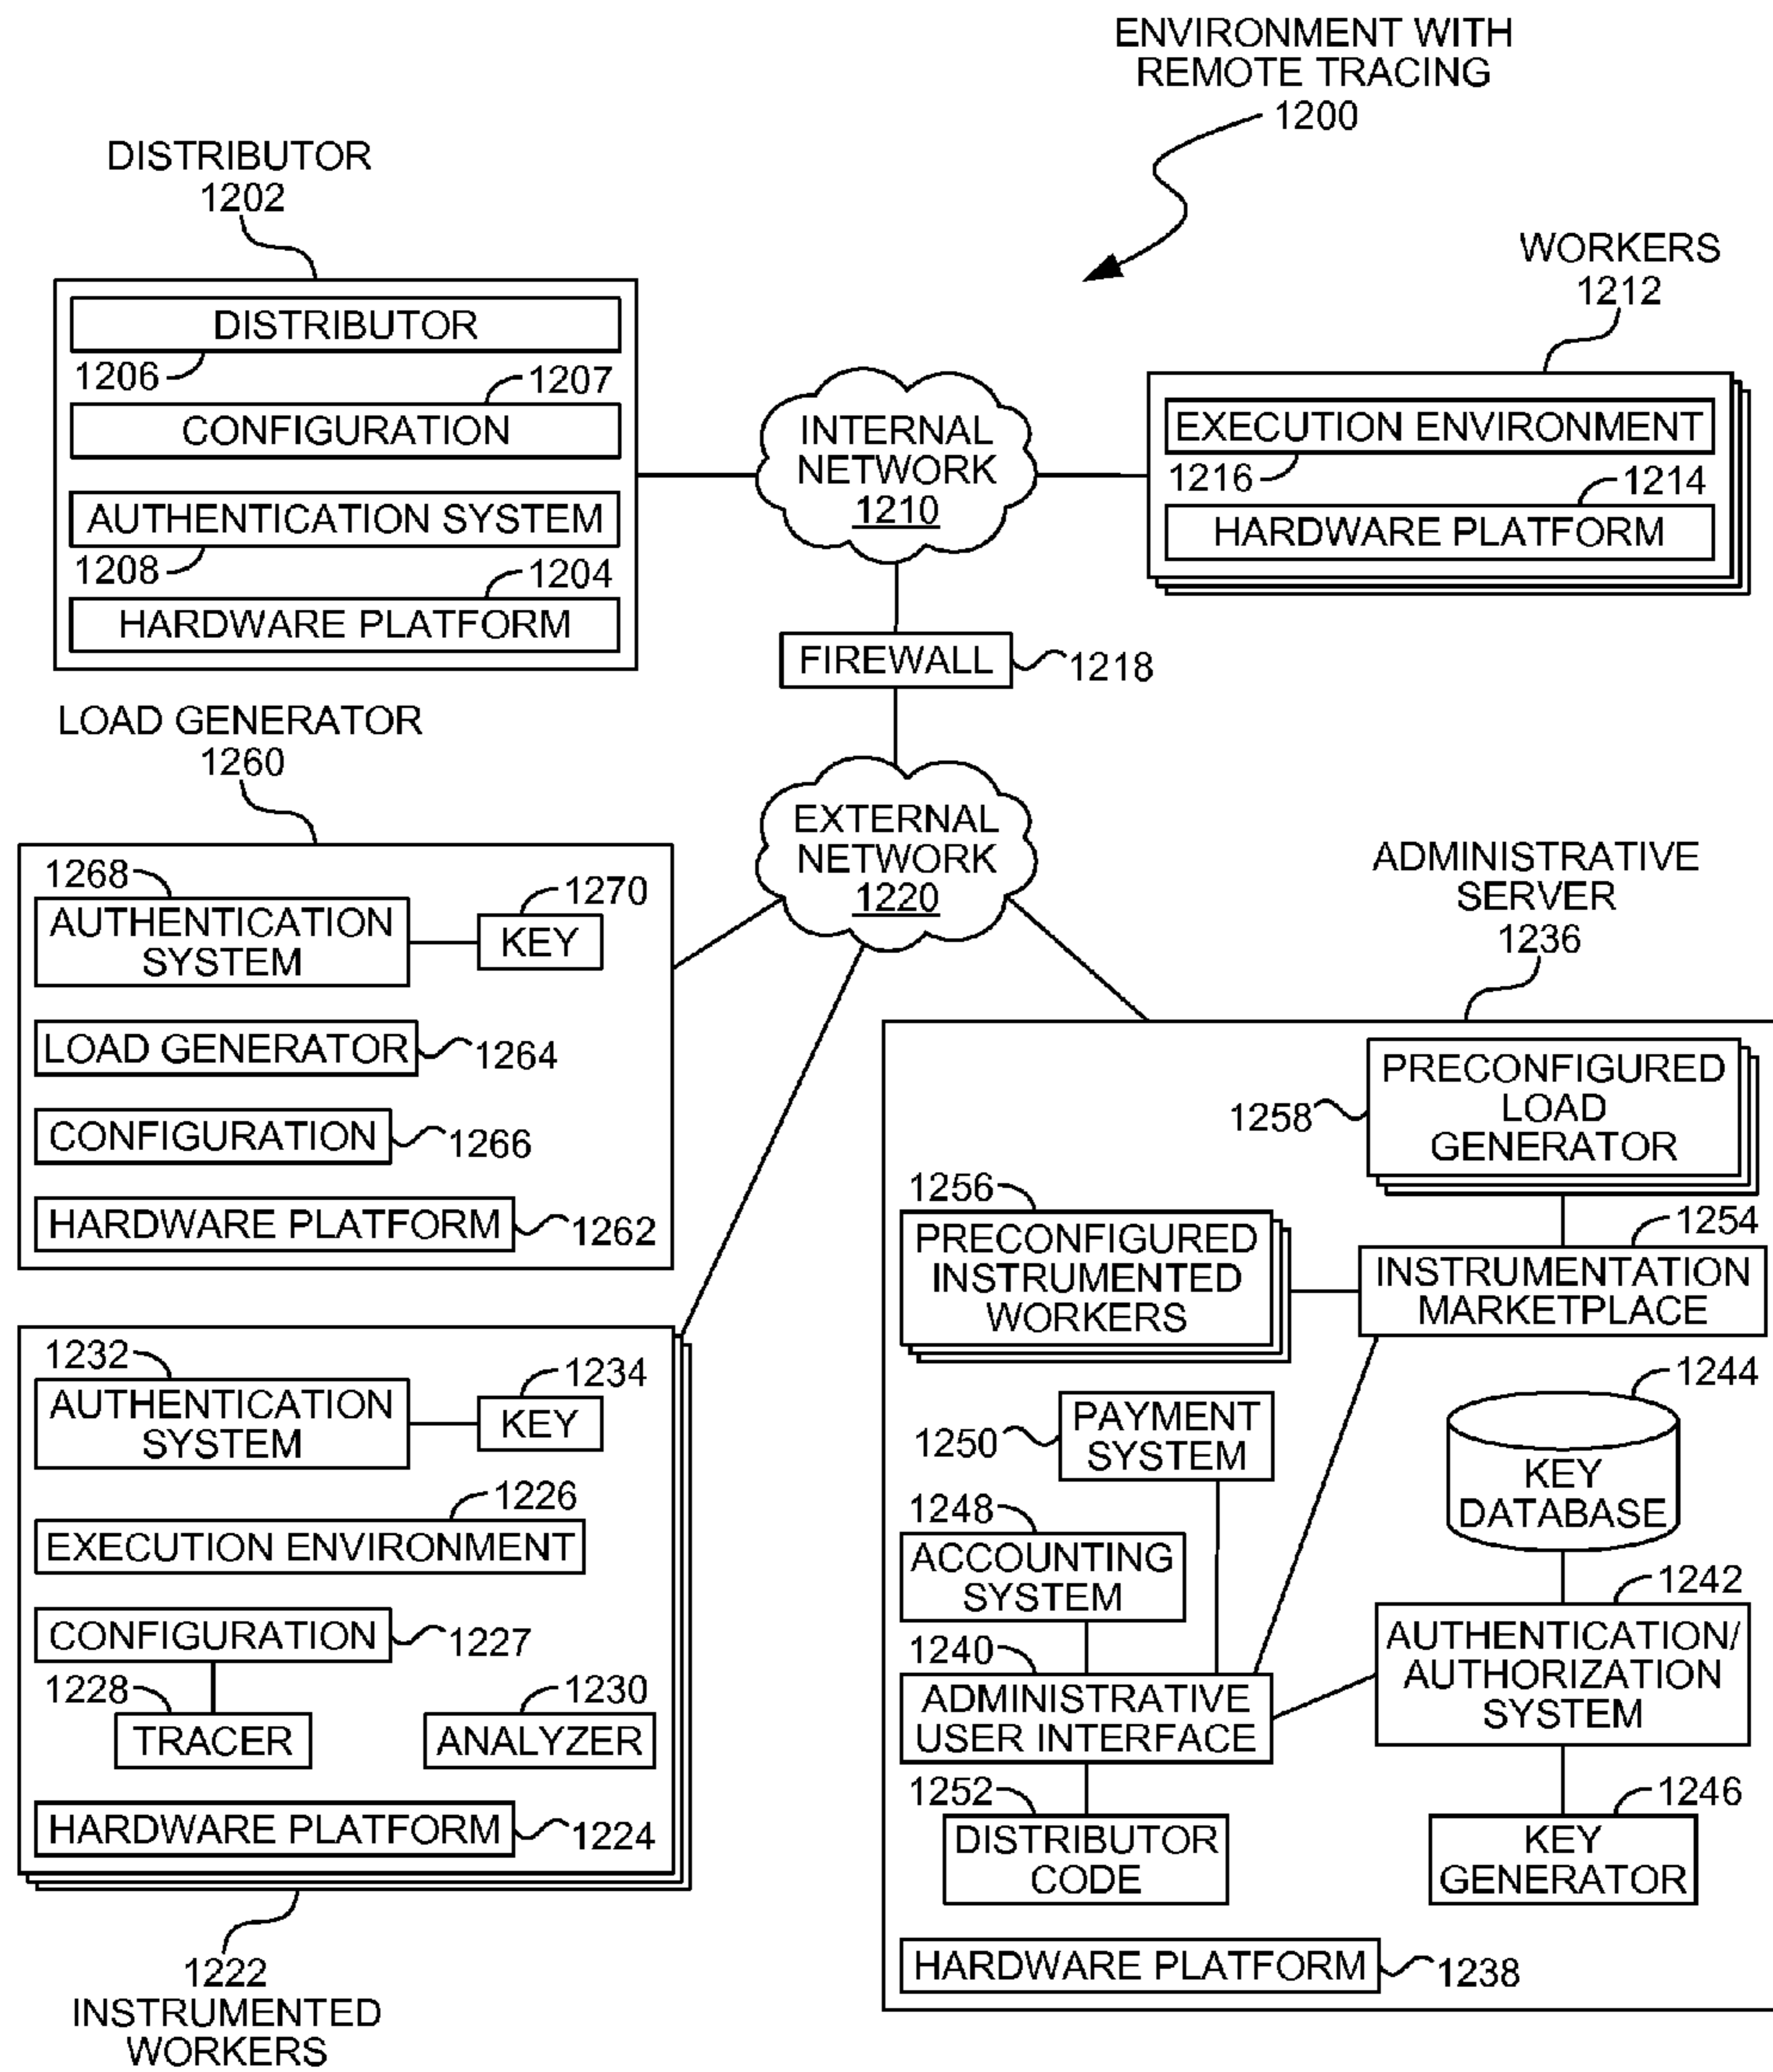 ENVIRONMENT WITH
REMOTE TRACING
1200
DISTRIBUTOR
1202
DISTRIBUTOR
1206
1207
CONFIGURATION
AUTHENTICATION SYSTEM
1208
1204
HARDWARE PLATFORM
INTERNAL
NETWORK
1210
WORKERS
1212
EXECUTION ENVIRONMENT
1216
1214
HARDWARE PLATFORM
FIREWALL
1218
EXTERNAL
NETWORK
1220
LOAD GENERATOR
1260
1268
AUTHENTICATION
SYSTEM
1270
KEY
LOAD GENERATOR
1264
CONFIGURATION
1266
HARDWARE PLATFORM
1262
1232
AUTHENTICATION
SYSTEM
1234
KEY
1226
EXECUTION ENVIRONMENT
CONFIGURATION
1227
1228
TRACER
1230
ANALYZER
HARDWARE PLATFORM
1224
1222
INSTRUMENTED
WORKERS
ADMINISTRATIVE
SERVER
1236
PRECONFIGURED
LOAD
GENERATOR
1258
1256
PRECONFIGURED
INSTRUMENTED
WORKERS
1254
INSTRUMENTATION
MARKETPLACE
1244
KEY
DATABASE
1250
PAYMENT
SYSTEM
1248
ACCOUNTING
SYSTEM
1242
AUTHENTICATION/
AUTHORIZATION
SYSTEM
1240
ADMINISTRATIVE
USER INTERFACE
1252
DISTRIBUTOR
CODE
1246
KEY
GENERATOR
HARDWARE PLATFORM
1238